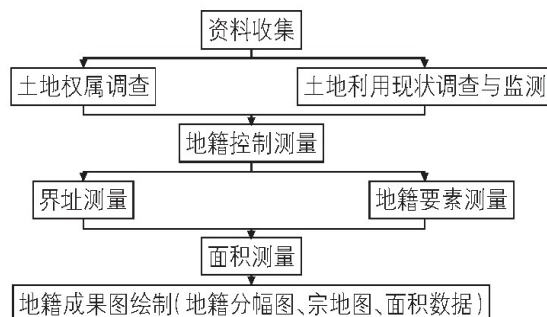 资料收集
土地权属调查
土地利用现状调查与监测
地籍控制测量
界址测量
地籍要素测量
面积测量
地籍成果图绘制(地籍分幅图、宗地图、面积数据)